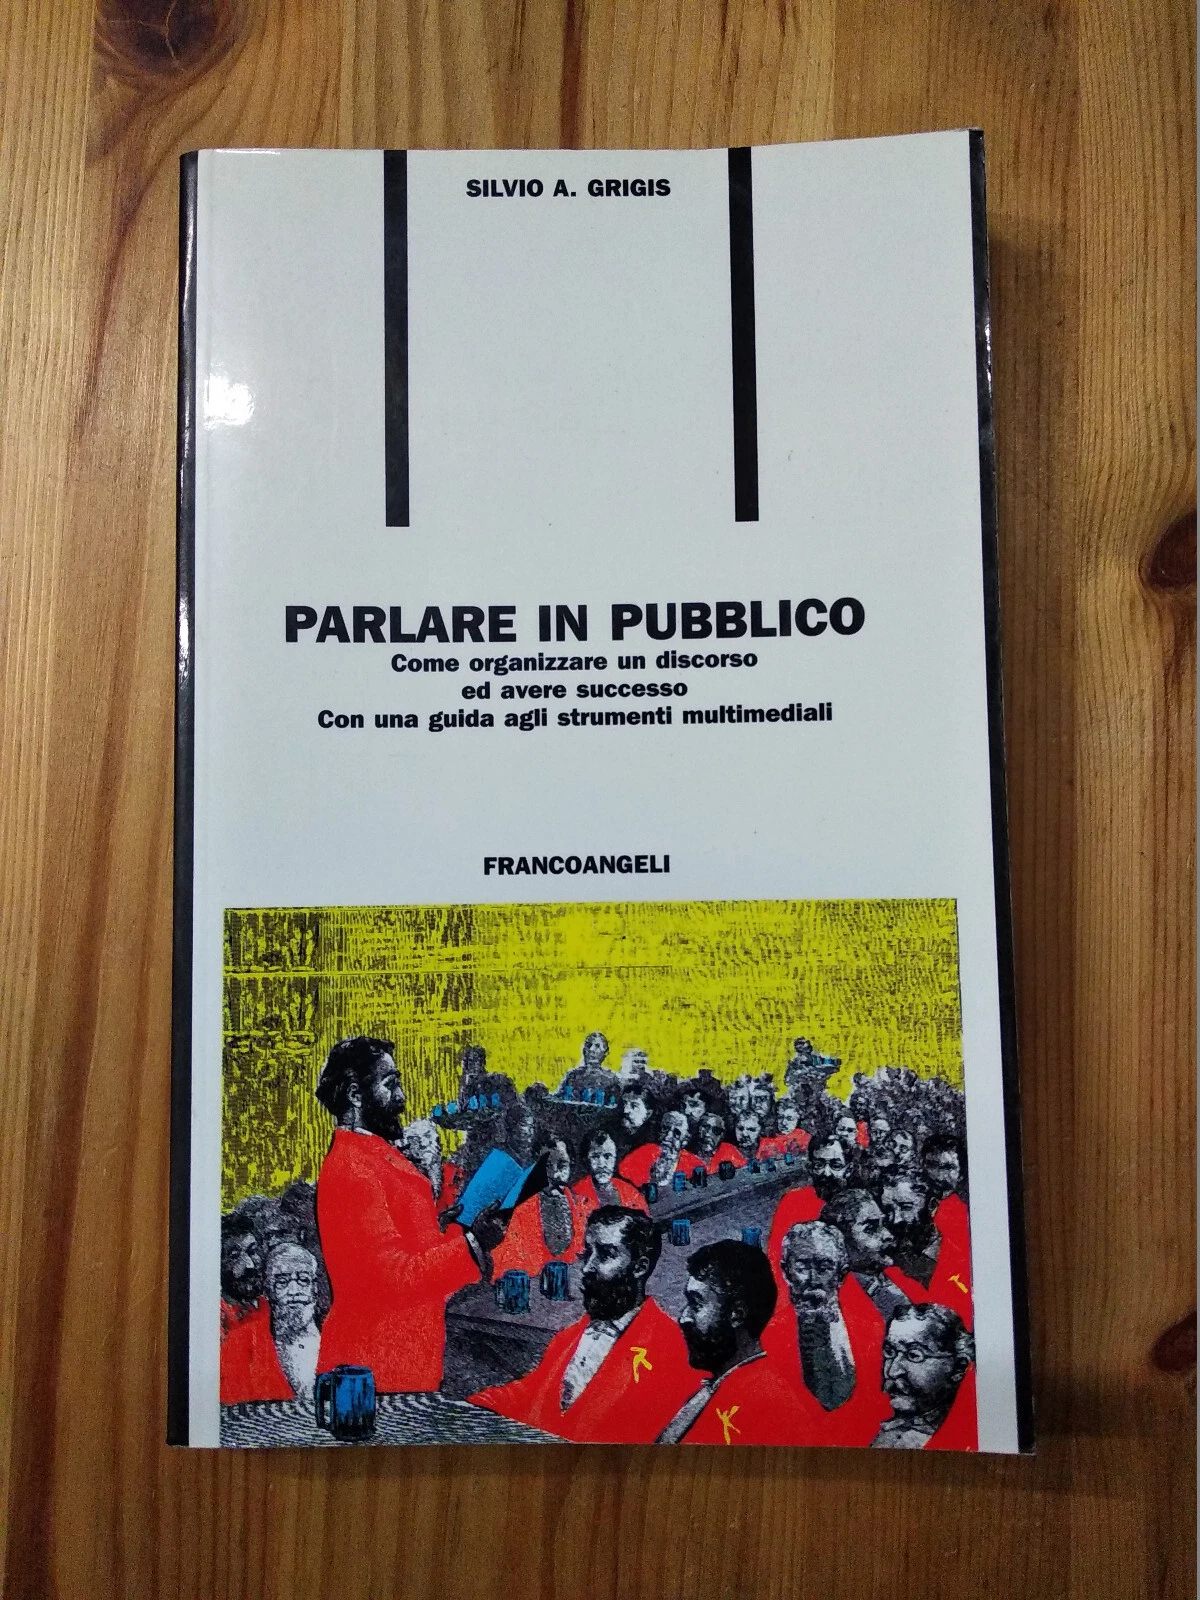 SILVIO A. GRIGIS
PARLARE IN PUBBLICO
Come organizzare un discorso
ed avere successo
Con una guida agli strumenti multimediali
FRANCOANGELI